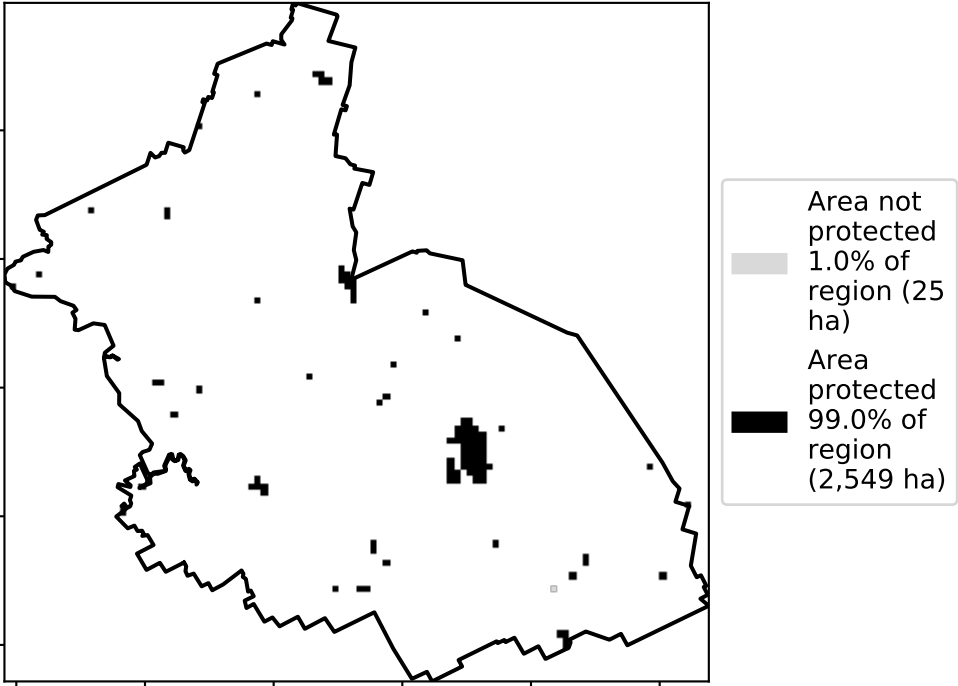 Area not
protected
1.0% of
region (25
ha)
Area
protected
99.0% of
region
(2,549 ha)